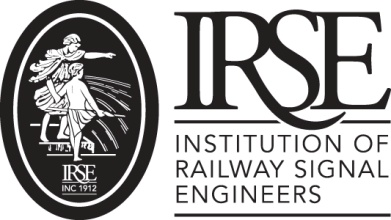 IRSE
INC 1912
IRSE
INSTITUTION OF
RAILWAY SIGNAL
ENGINEERS